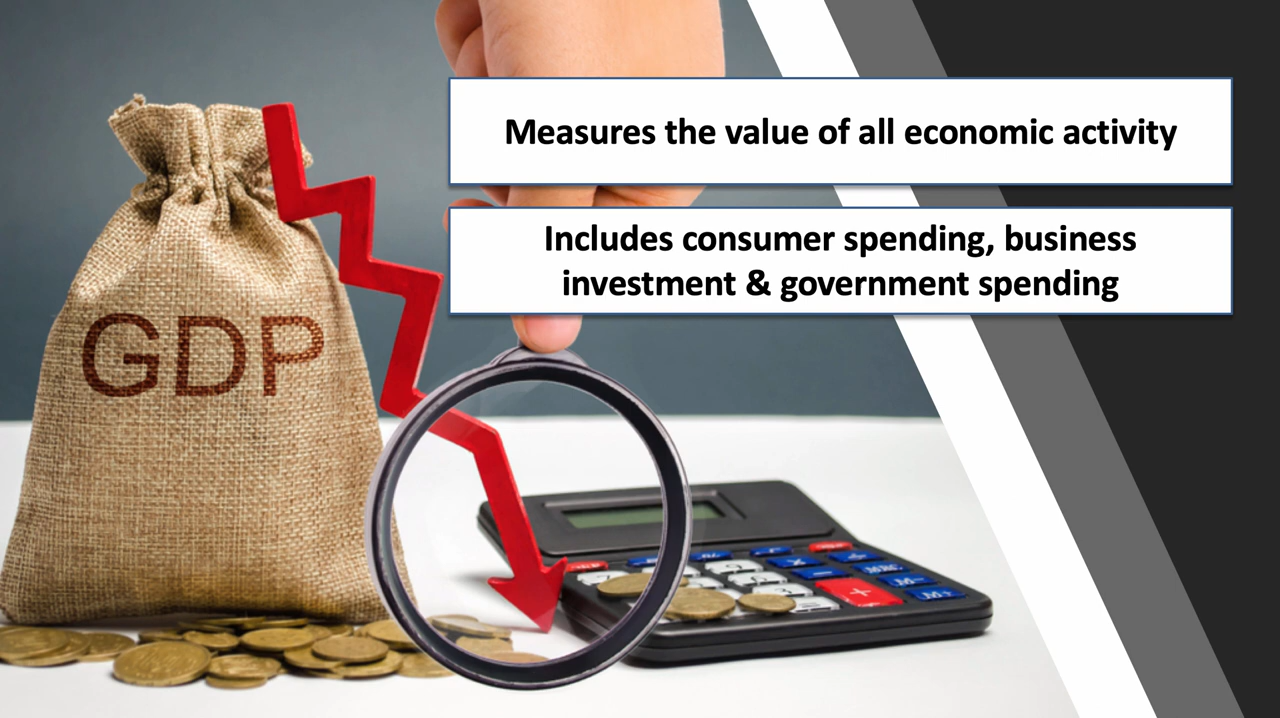 Measures the value of all economic activity
Includes consumer spending, business
investment & government spending
GDP